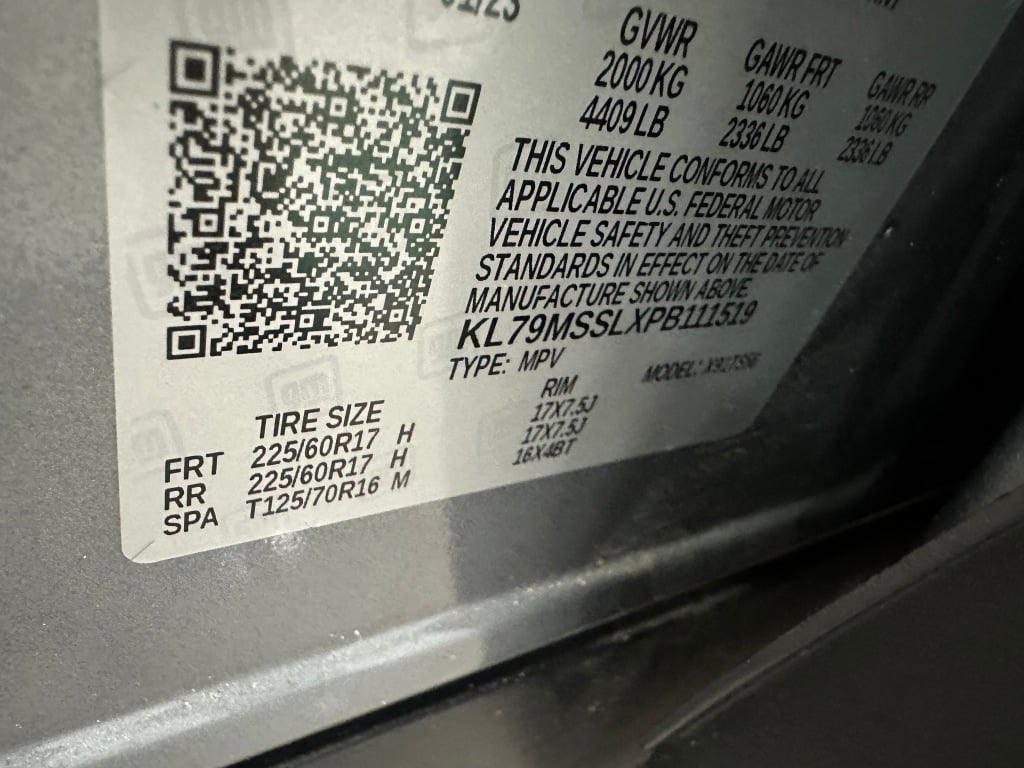 01/23
GVWR GAWR FRT GAWR RR
2000 KG 1060 KG 1060 KG
4409 LB 2336 LB 2336 LB
THIS VEHICLE CONFORMS TO ALL
APPLICABLE U.S. FEDERAL MOTOR
VEHICLE SAFETY AND THEFT PREVENTION
STANDARDS IN EFFECT ON THE DATE OF
MANUFACTURE SHOWN ABOVE.
KL79MSSLXPB111519
TYPE: MPV MODEL:
TIRE SIZE RIM
FRT 225/60R17 H 17X7.5J
RR 225/60R17 H 17X7.5J
SPA T125/70R16 M 16X4BT